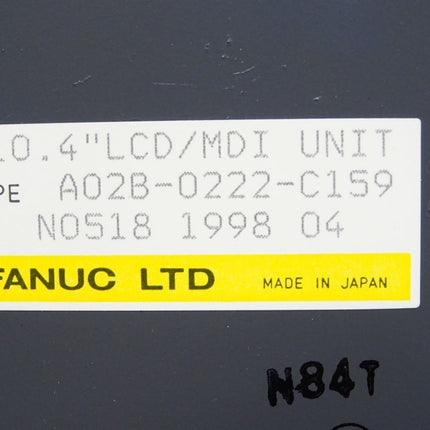 10.4"LCD/MDI UNIT
PE A02B-0222-C159
N0518 1998 04
FANUC LTD MADE IN JAPAN
N84T